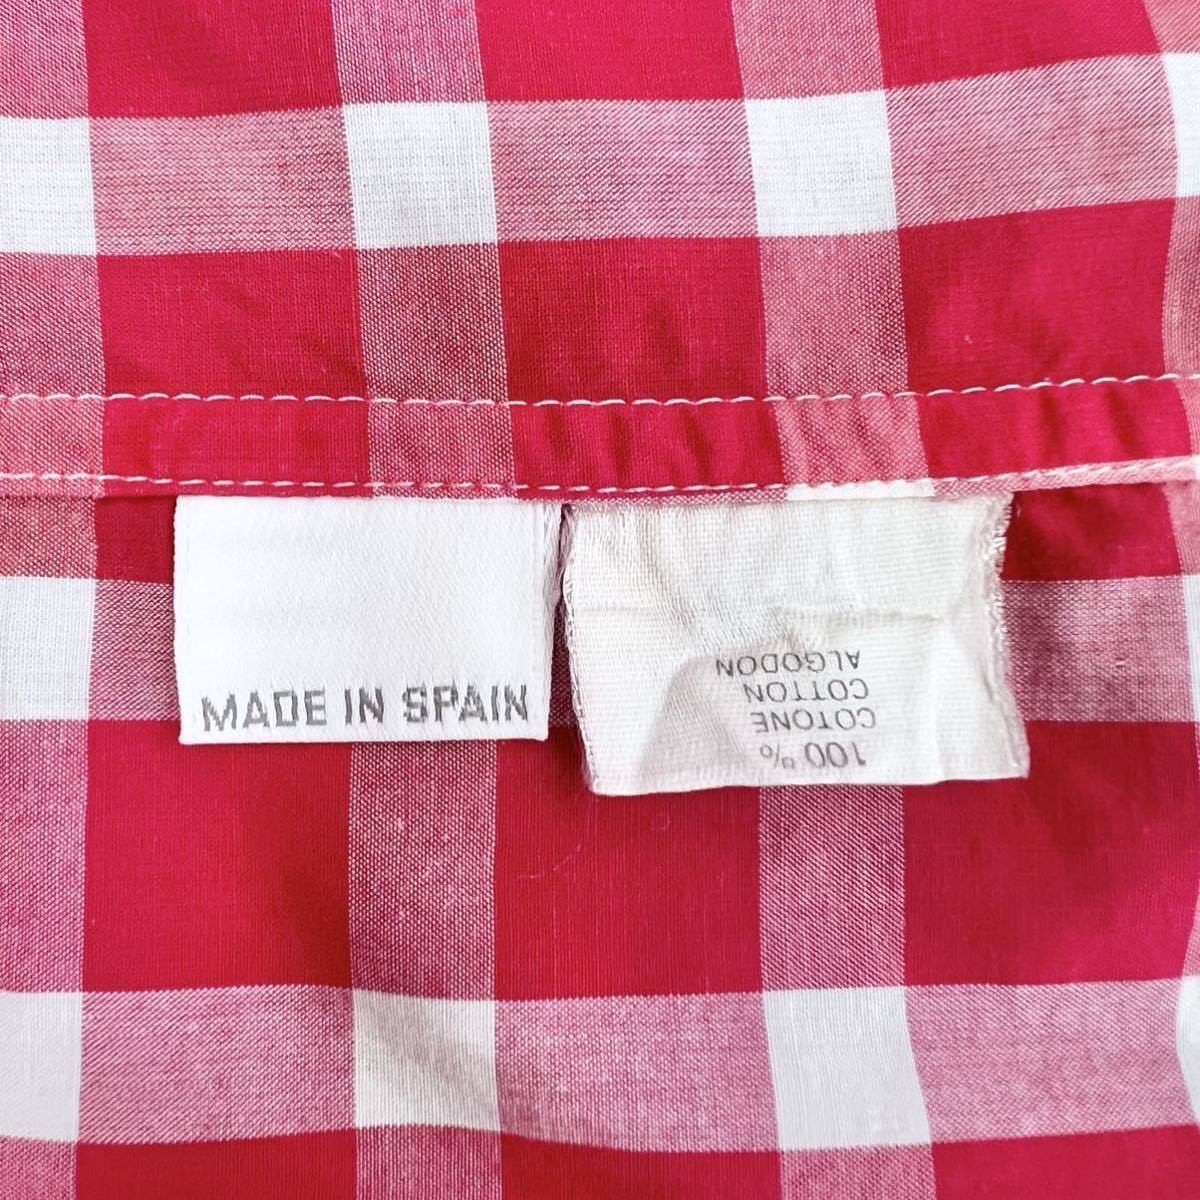 MADE IN SPAIN
100 %
COTONE
COTTON
ALGODON